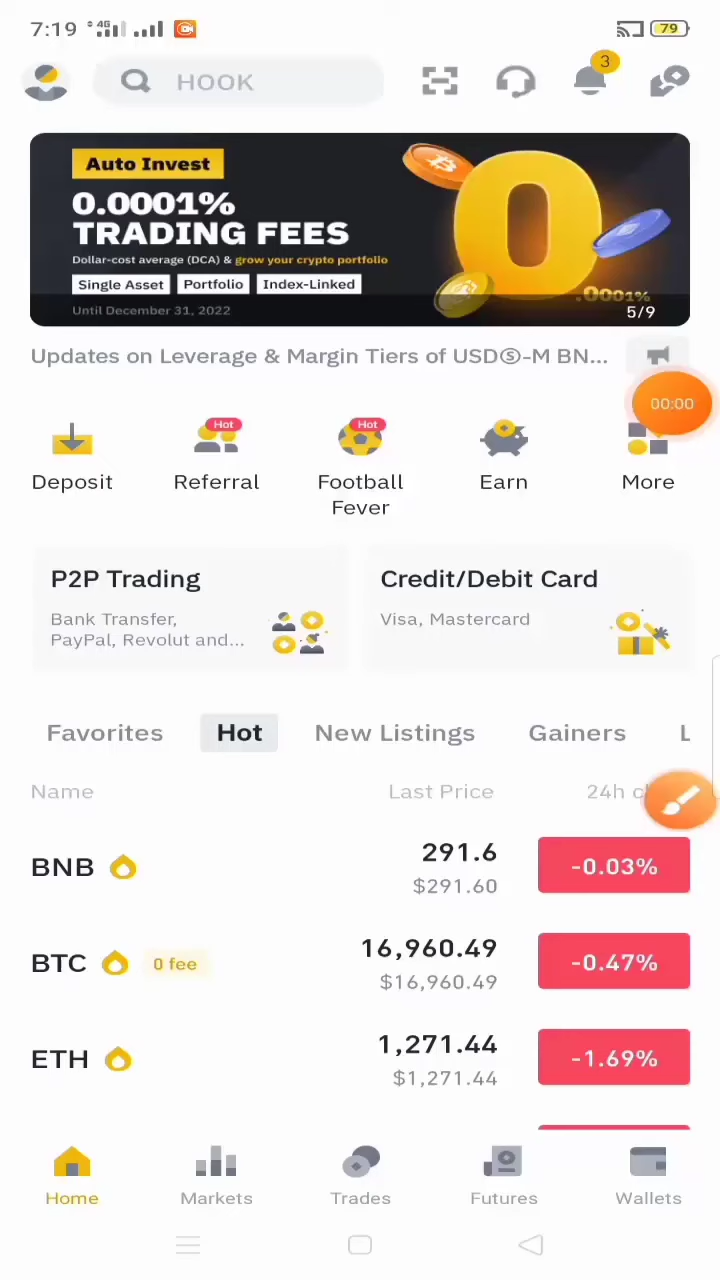 7:19
4G
79
HOOK
3
Auto Invest
0.0001%
TRADING FEES
Dollar-cost average (DCA) & grow your crypto portfolio
Single Asset Portfolio Index-Linked
.0001%
Until December 31, 2022
5/9
Updates on Leverage & Margin Tiers of USDⓈ-M BN...
00:00
Hot
Hot
Deposit Referral Football Fever Earn More
P2P Trading
Bank Transfer,
PayPal, Revolut and...
Credit/Debit Card
Visa, Mastercard
Favorites Hot New Listings Gainers L
Name Last Price 24h c
BNB 291.6 -0.03%
$291.60
BTC 0 fee 16,960.49 -0.47%
$16,960.49
ETH 1,271.44 -1.69%
$1,271.44
Home Markets Trades Futures Wallets